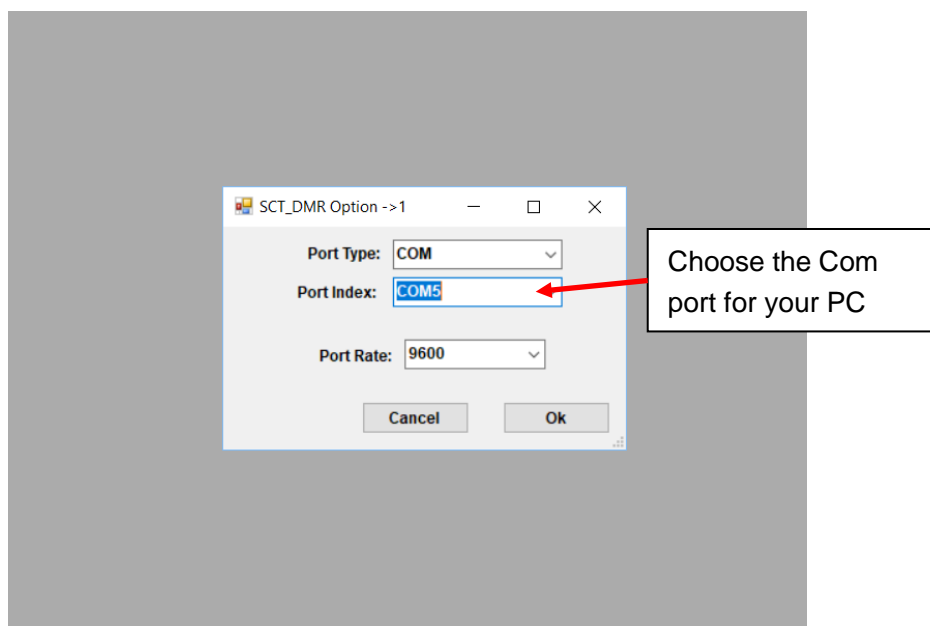 SCT_DMR Option ->1
Port Type: COM
Port Index: COM5
Choose the Com
port for your PC
Port Rate: 9600
Cancel Ok